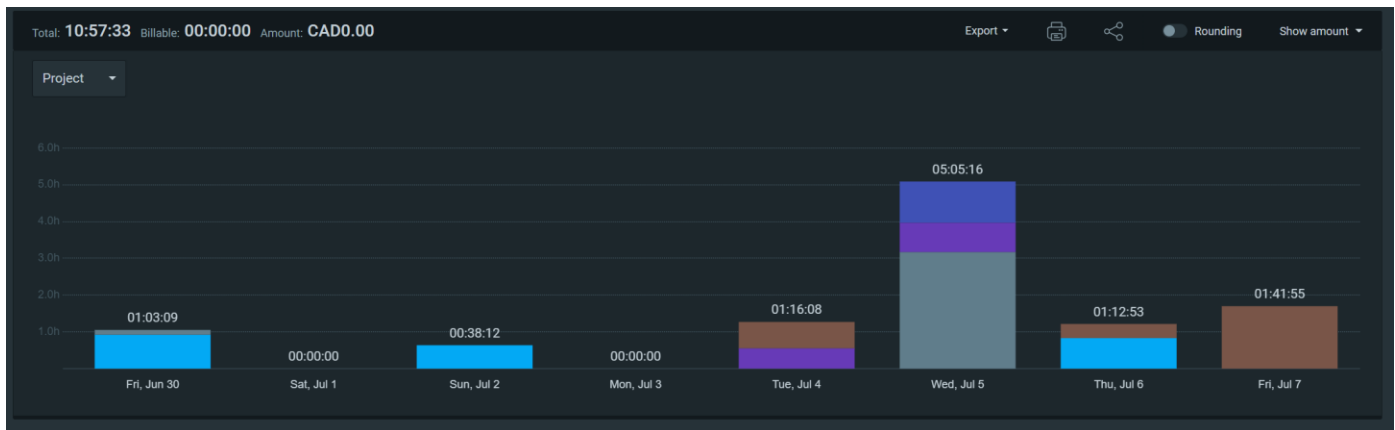 Total: 10:57:33 Billable: 00:00:00 Amount: CAD0.00 Export Rounding Show amount
Project
6.0h
05:05:16
5.0h
4.0h
3.0h
2.0h
01:41:55
01:16:08
01:12:53
01:03:09
1.0h
00:38:12
00:00:00 00:00:00
Fri, Jun 30 Sat, Jul 1 Sun, Jul 2 Mon, Jul 3 Tue, Jul 4 Wed, Jul 5 Thu, Jul 6 Fri, Jul 7